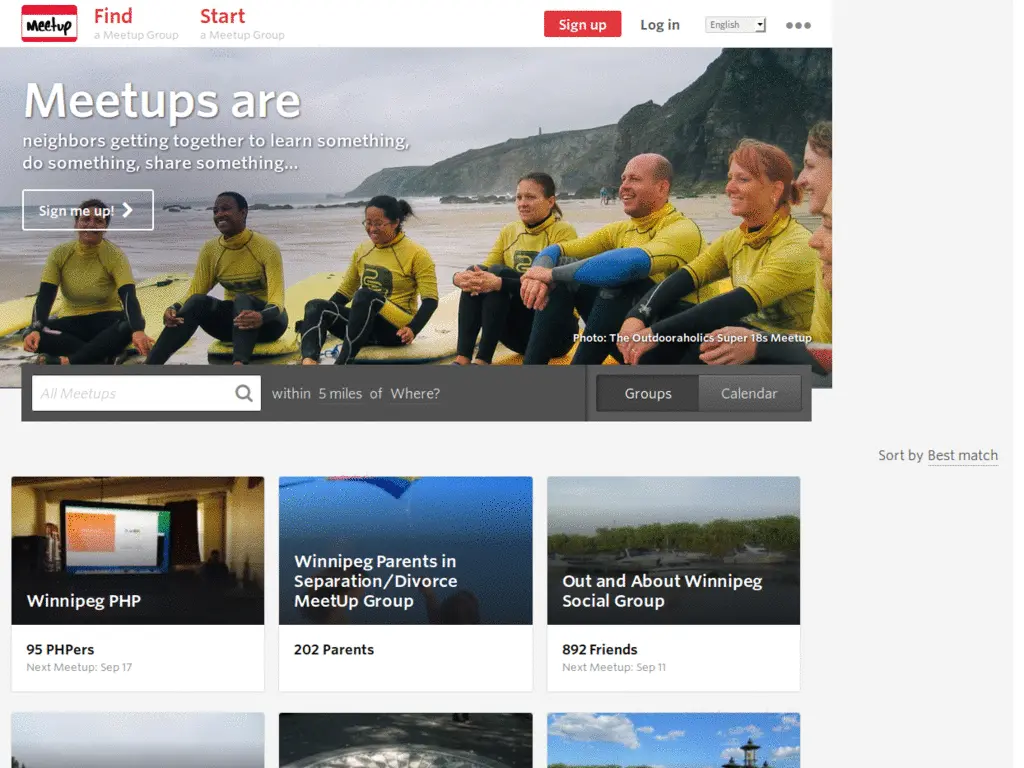 meetup
Find
a Meetup Group
Start
a Meetup Group
Sign up
Log in
English
Meetups are
neighbors getting together to learn something,
do something, share something...
Sign me up!
Photo: The Outdooraholics Super 18s Meetup
All Meetups
within 5 miles of Where?
Groups
Calendar
Sort by Best match
Winnipeg PHP
95 PHPers
Next Meetup: Sep 17
Winnipeg Parents in
Separation/Divorce
MeetUp Group
202 Parents
Out and About Winnipeg
Social Group
892 Friends
Next Meetup: Sep 11